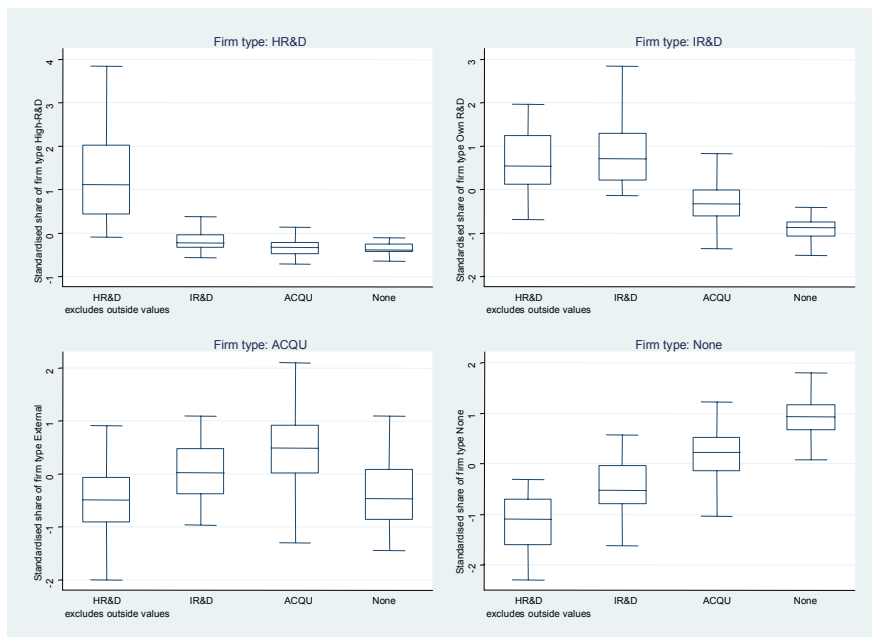 Firm type: HR&D
Standardised share of firm type High-R&D
4
3
2
1
0
-1
HR&D IR&D ACQU None
excludes outside values
Firm type: IR&D
Standardised share of firm type Own R&D
3
2
1
0
-1
-2
HR&D IR&D ACQU None
excludes outside values
Firm type: ACQU
Standardised share of firm type External
2
1
0
-1
-2
HR&D IR&D ACQU None
excludes outside values
Firm type: None
Standardised share of firm type None
2
1
0
-1
-2
HR&D IR&D ACQU None
excludes outside values